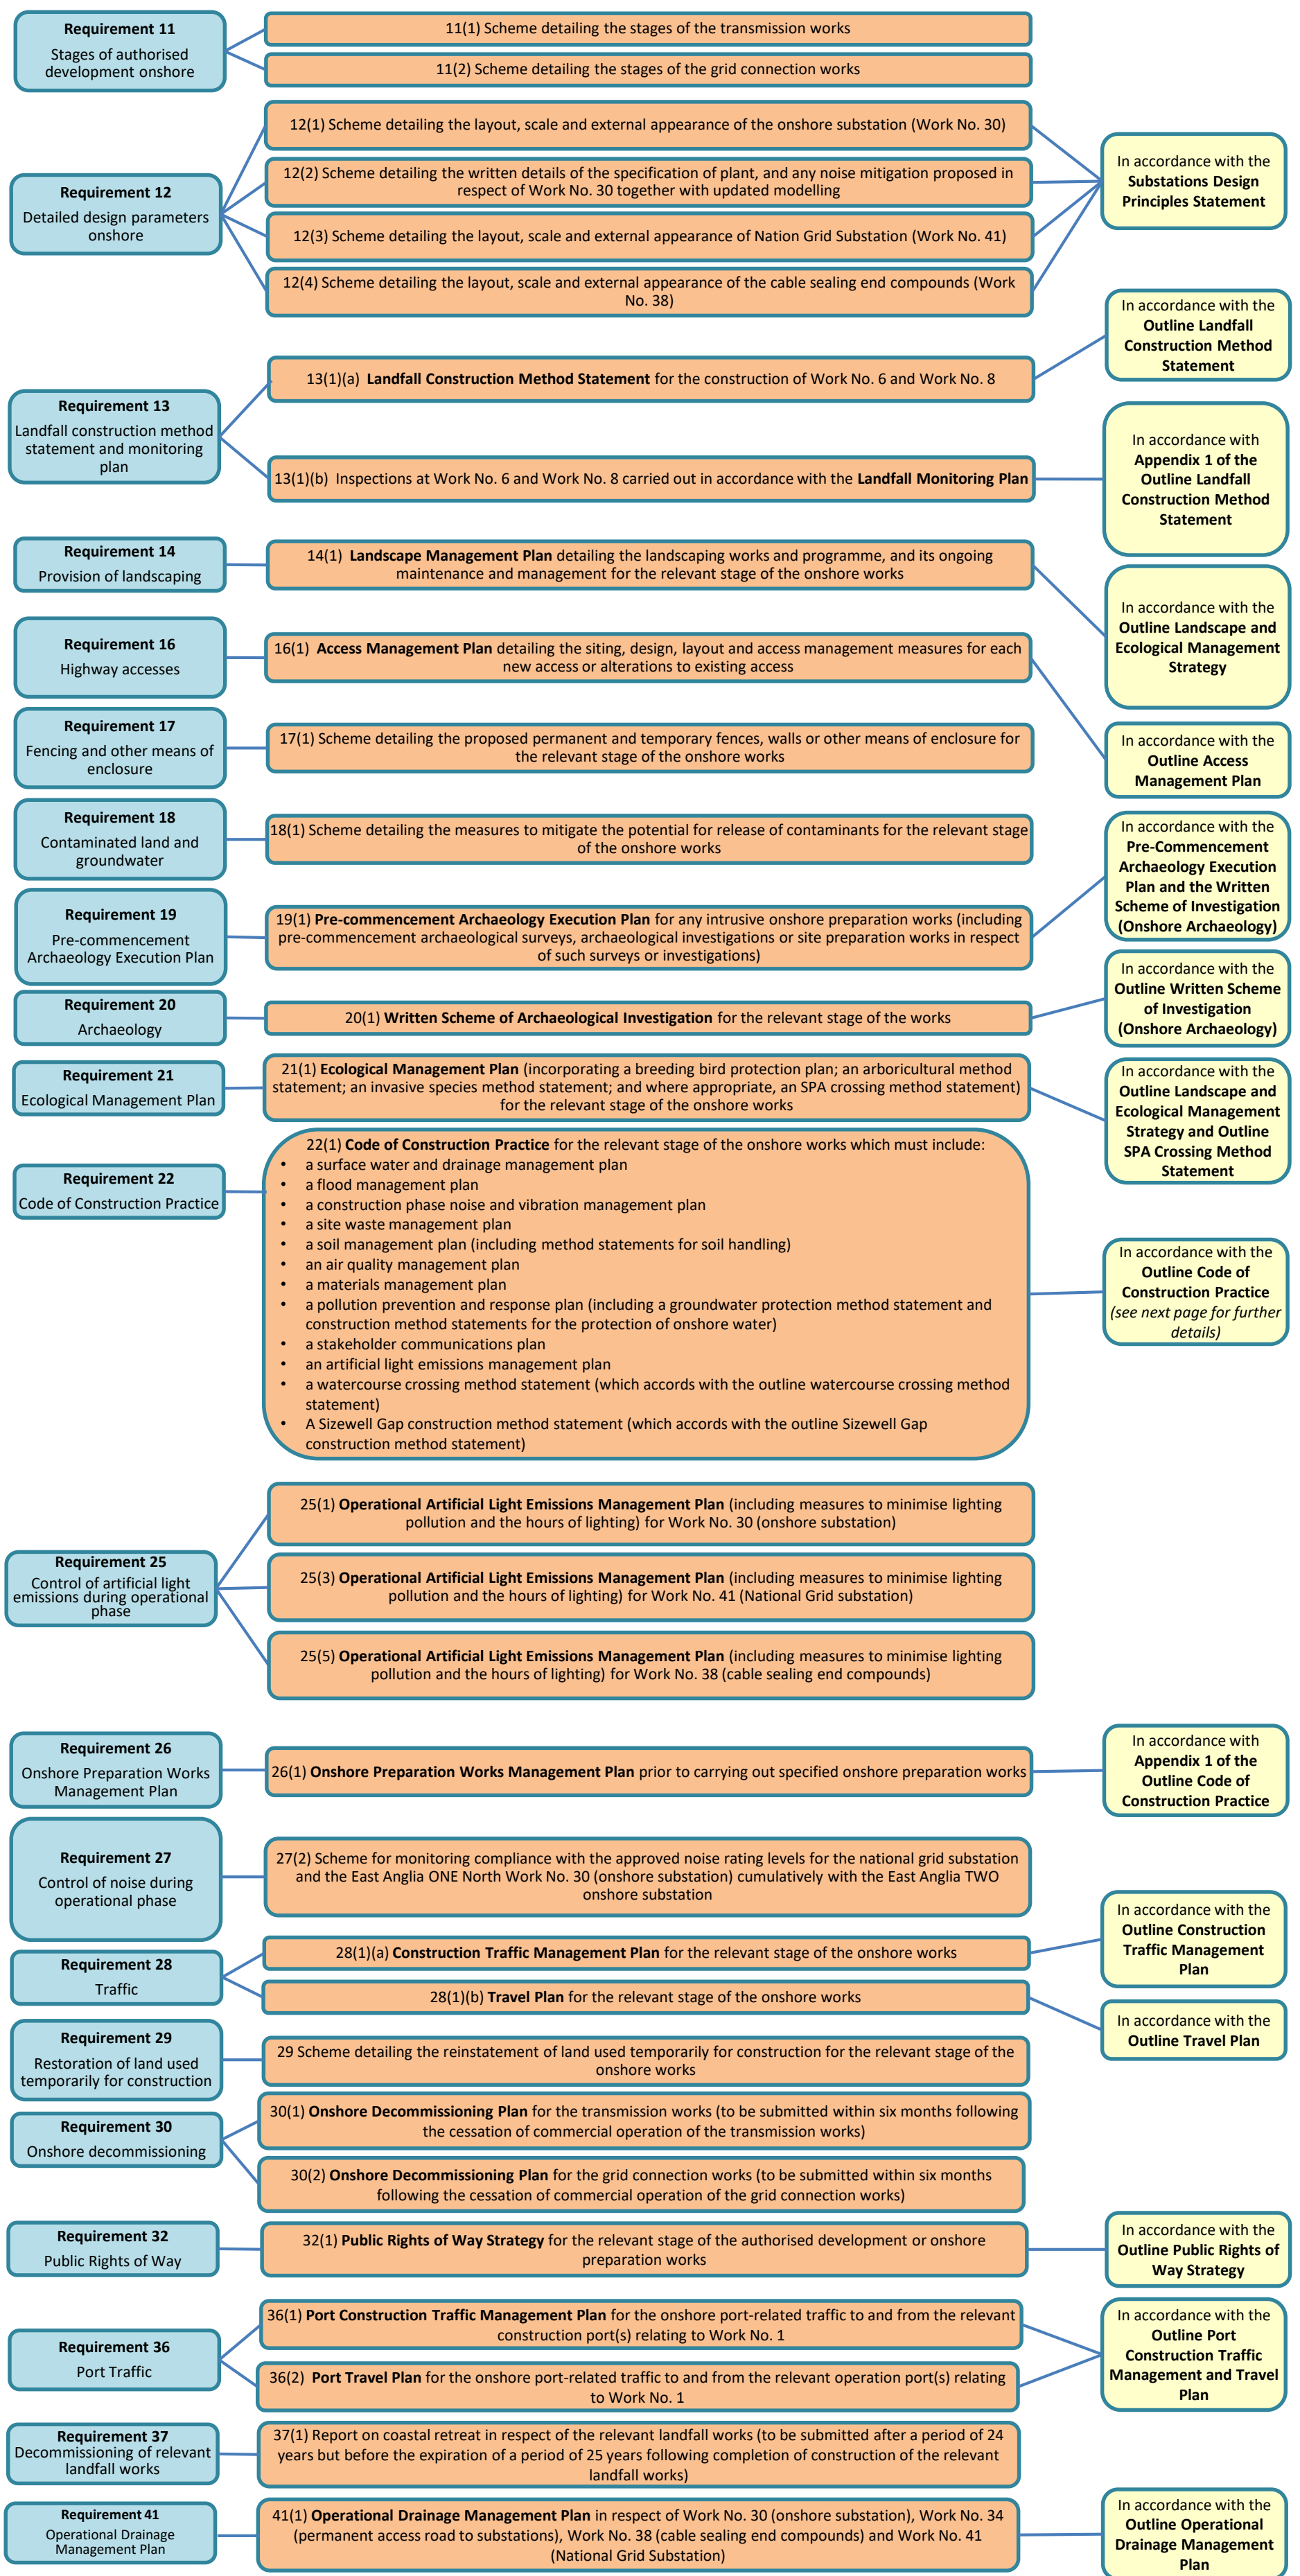 Requirement 11
Stages of authorised
development onshore
11(1) Scheme detailing the stages of the transmission works
11(2) Scheme detailing the stages of the grid connection works
Requirement 12
Detailed design parameters
onshore
12(1) Scheme detailing the layout, scale and external appearance of the onshore substation (Work No. 30)
12(2) Scheme detailing the written details of the specification of plant, and any noise mitigation proposed in
respect of Work No. 30 together with updated modelling
12(3) Scheme detailing the layout, scale and external appearance of Nation Grid Substation (Work No. 41)
12(4) Scheme detailing the layout, scale and external appearance of the cable sealing end compounds (Work
No. 38)
In accordance with the
Substations Design
Principles Statement
Requirement 13
Landfall construction method
statement and monitoring
plan
13(1)(a) Landfall Construction Method Statement for the construction of Work No. 6 and Work No. 8
In accordance with the
Outline Landfall
Construction Method
Statement
13(1)(b) Inspections at Work No. 6 and Work No. 8 carried out in accordance with the Landfall Monitoring Plan
In accordance with
Appendix 1 of the
Outline Landfall
Construction Method
Statement
Requirement 14
Provision of landscaping
14(1) Landscape Management Plan detailing the landscaping works and programme, and its ongoing
maintenance and management for the relevant stage of the onshore works
In accordance with the
Outline Landscape and
Ecological Management
Strategy
Requirement 16
Highway accesses
16(1) Access Management Plan detailing the siting, design, layout and access management measures for each
new access or alterations to existing access
In accordance with the
Outline Access
Management Plan
Requirement 17
Fencing and other means of
enclosure
17(1) Scheme detailing the proposed permanent and temporary fences, walls or other means of enclosure for
the relevant stage of the onshore works
Requirement 18
Contaminated land and
groundwater
18(1) Scheme detailing the measures to mitigate the potential for release of contaminants for the relevant stage
of the onshore works
Requirement 19
Pre-commencement
Archaeology Execution Plan
19(1) Pre-commencement Archaeology Execution Plan for any intrusive onshore preparation works (including
pre-commencement archaeological surveys, archaeological investigations or site preparation works in respect
of such surveys or investigations)
In accordance with the
Pre-Commencement
Archaeology Execution
Plan and the Written
Scheme of Investigation
(Onshore Archaeology)
Requirement 20
Archaeology
20(1) Written Scheme of Archaeological Investigation for the relevant stage of the works
In accordance with the
Outline Written Scheme
of Investigation
(Onshore Archaeology)
Requirement 21
Ecological Management Plan
21(1) Ecological Management Plan (incorporating a breeding bird protection plan; an arboricultural method
statement; an invasive species method statement; and where appropriate, an SPA crossing method statement)
for the relevant stage of the onshore works
In accordance with the
Outline Landscape and
Ecological Management
Strategy and Outline
SPA Crossing Method
Statement
Requirement 22
Code of Construction Practice
22(1) Code of Construction Practice for the relevant stage of the onshore works which must include:
• a surface water and drainage management plan
• a flood management plan
• a construction phase noise and vibration management plan
• a site waste management plan
• a soil management plan (including method statements for soil handling)
• an air quality management plan
• a materials management plan
• a pollution prevention and response plan (including a groundwater protection method statement and
construction method statements for the protection of onshore water)
• a stakeholder communications plan
• an artificial light emissions management plan
• a watercourse crossing method statement (which accords with the outline watercourse crossing method
statement)
• A Sizewell Gap construction method statement (which accords with the outline Sizewell Gap
construction method statement)
In accordance with the
Outline Code of
Construction Practice
(see next page for further
details)
Requirement 25
Control of artificial light
emissions during operational
phase
25(1) Operational Artificial Light Emissions Management Plan (including measures to minimise lighting
pollution and the hours of lighting) for Work No. 30 (onshore substation)
25(3) Operational Artificial Light Emissions Management Plan (including measures to minimise lighting
pollution and the hours of lighting) for Work No. 41 (National Grid substation)
25(5) Operational Artificial Light Emissions Management Plan (including measures to minimise lighting
pollution and the hours of lighting) for Work No. 38 (cable sealing end compounds)
Requirement 26
Onshore Preparation Works
Management Plan
26(1) Onshore Preparation Works Management Plan prior to carrying out specified onshore preparation works
In accordance with
Appendix 1 of the
Outline Code of
Construction Practice
Requirement 27
Control of noise during
operational phase
27(2) Scheme for monitoring compliance with the approved noise rating levels for the national grid substation
and the East Anglia ONE North Work No. 30 (onshore substation) cumulatively with the East Anglia TWO
onshore substation
Requirement 28
Traffic
28(1)(a) Construction Traffic Management Plan for the relevant stage of the onshore works
In accordance with the
Outline Construction
Traffic Management
Plan
28(1)(b) Travel Plan for the relevant stage of the onshore works
In accordance with the
Outline Travel Plan
Requirement 29
Restoration of land used
temporarily for construction
29 Scheme detailing the reinstatement of land used temporarily for construction for the relevant stage of the
onshore works
Requirement 30
Onshore decommissioning
30(1) Onshore Decommissioning Plan for the transmission works (to be submitted within six months following
the cessation of commercial operation of the transmission works)
30(2) Onshore Decommissioning Plan for the grid connection works (to be submitted within six months
following the cessation of commercial operation of the grid connection works)
Requirement 32
Public Rights of Way
32(1) Public Rights of Way Strategy for the relevant stage of the authorised development or onshore
preparation works
In accordance with the
Outline Public Rights of
Way Strategy
Requirement 36
Port Traffic
36(1) Port Construction Traffic Management Plan for the onshore port-related traffic to and from the relevant
construction port(s) relating to Work No. 1
36(2) Port Travel Plan for the onshore port-related traffic to and from the relevant operation port(s) relating
to Work No. 1
In accordance with the
Outline Port
Construction Traffic
Management and Travel
Plan
Requirement 37
Decommissioning of relevant
landfall works
37(1) Report on coastal retreat in respect of the relevant landfall works (to be submitted after a period of 24
years but before the expiration of a period of 25 years following completion of construction of the relevant
landfall works)
Requirement 41
Operational Drainage
Management Plan
41(1) Operational Drainage Management Plan in respect of Work No. 30 (onshore substation), Work No. 34
(permanent access road to substations), Work No. 38 (cable sealing end compounds) and Work No. 41
(National Grid Substation)
In accordance with the
Outline Operational
Drainage Management
Plan